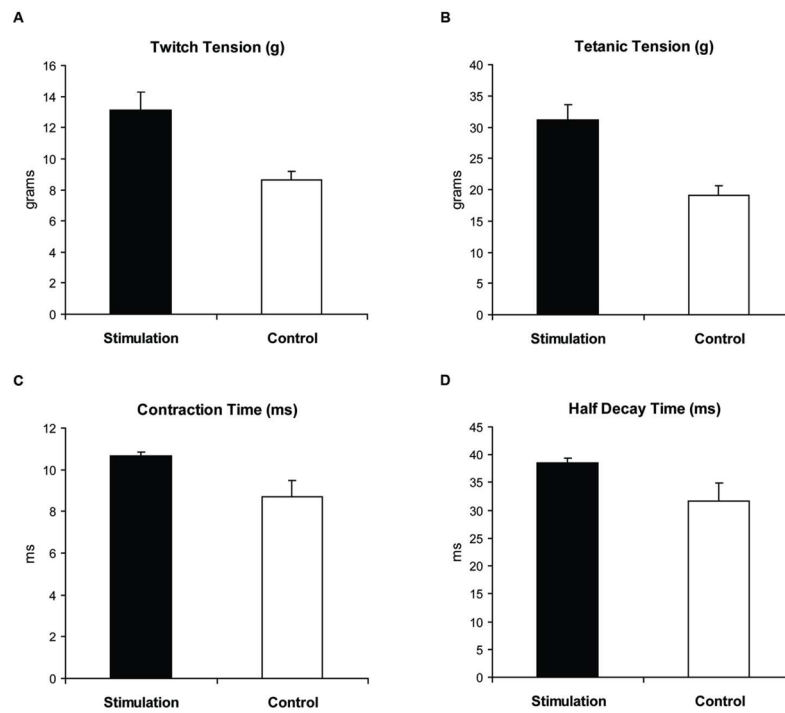 A
Twitch Tension (g)
16
14
12
10
8
6
4
2
0
grams
Stimulation
Control
B
Tetanic Tension (g)
40
35
30
25
20
15
10
5
0
grams
Stimulation
Control
C
Contraction Time (ms)
12
10
8
6
4
2
0
ms
Stimulation
Control
D
Half Decay Time (ms)
45
40
35
30
25
20
15
10
5
0
ms
Stimulation
Control